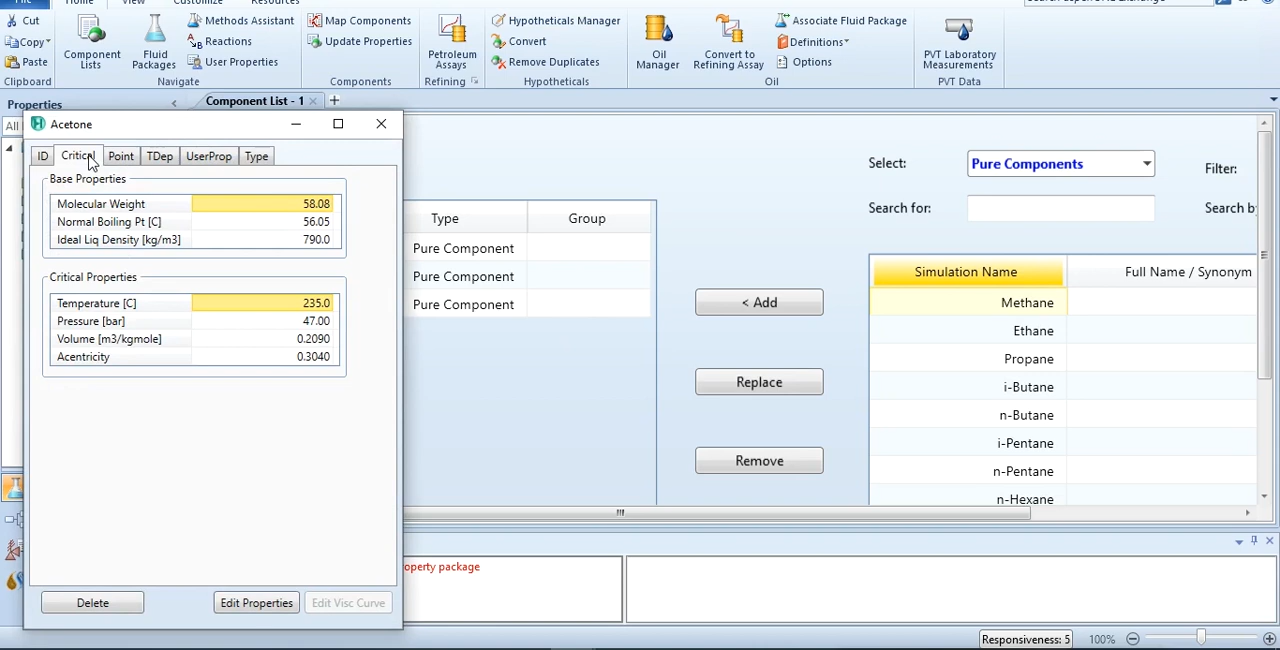 File Home View Customize Resources Search aspenONE Exchange
Cut
Copy
Paste
Clipboard
Component Lists
Fluid Packages
Methods Assistant
Reactions
User Properties
Navigate
Map Components
Update Properties
Components
Petroleum Assays
Refining
Hypotheticals Manager
Convert
Remove Duplicates
Hypotheticals
Oil Manager
Convert to Refining Assay
Associate Fluid Package
Definitions
Options
Oil
PVT Laboratory Measurements
PVT Data
Properties
Component List - 1
All
Acetone
ID Critical Point TDep UserProp Type
Base Properties
Molecular Weight 58.08
Normal Boiling Pt [C] 56.05
Ideal Liq Density [kg/m3] 790.0
Critical Properties
Temperature [C] 235.0
Pressure [bar] 47.00
Volume [m3/kgmole] 0.2090
Acentricity 0.3040
Delete Edit Properties Edit Visc Curve
Type Group
Pure Component
Pure Component
Pure Component
< Add
Replace
Remove
Select: Pure Components Filter:
Search for: Search by
Simulation Name Full Name / Synonym
Methane
Ethane
Propane
i-Butane
n-Butane
i-Pentane
n-Pentane
n-Hexane
operty package
Responsiveness: 5 100%